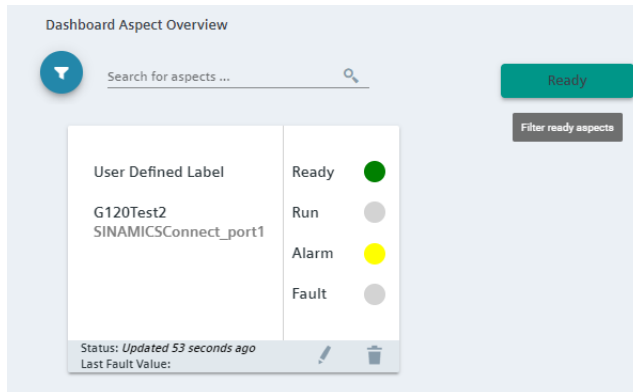 Dashboard Aspect Overview
Search for aspects ...
Ready
Filter ready aspects
User Defined Label
G120Test2
SINAMICSConnect_port1
Ready
Run
Alarm
Fault
Status: Updated 53 seconds ago
Last Fault Value: